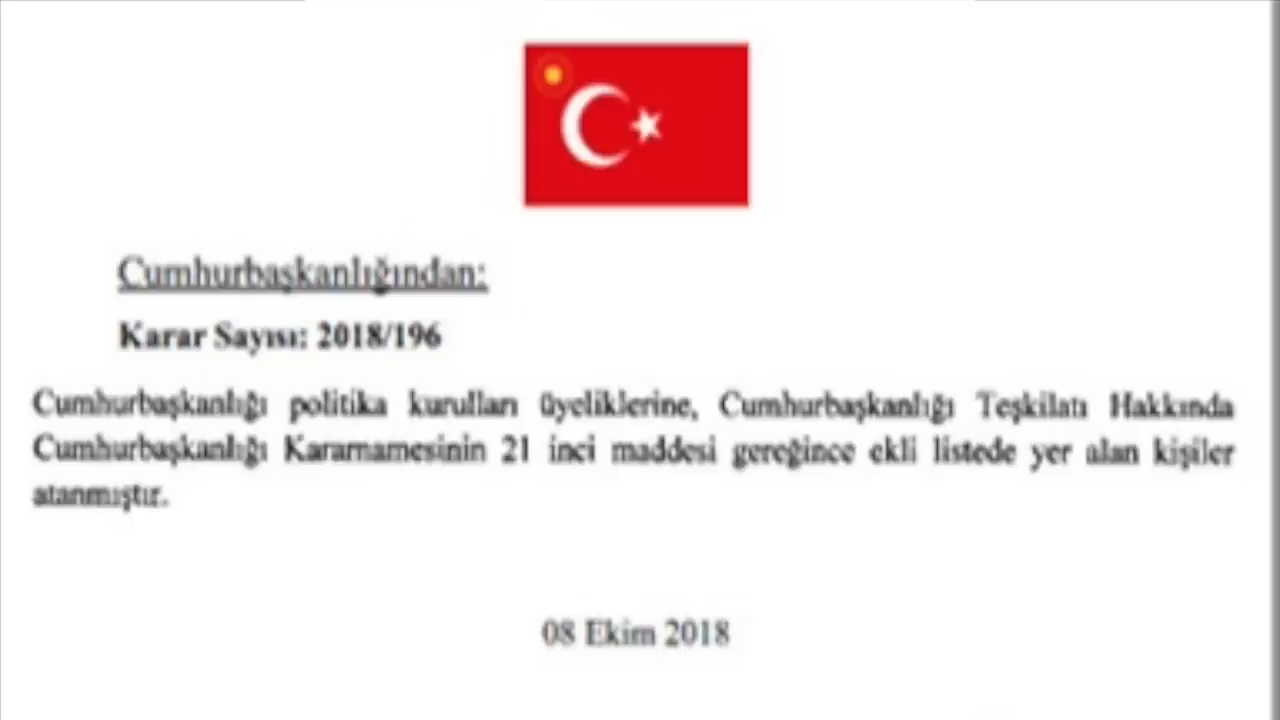 Cumhurbaşkanlığından:
Karar Sayısı: 2018/196
Cumhurbaşkanlığı politika kurulları üyeliklerine, Cumhurbaşkanlığı Teşkilatı Hakkında
Cumhurbaşkanlığı Kararnamesinin 21 inci maddesi gereğince ekli listede yer alan kişiler
atanmıştır.
08 Ekim 2018